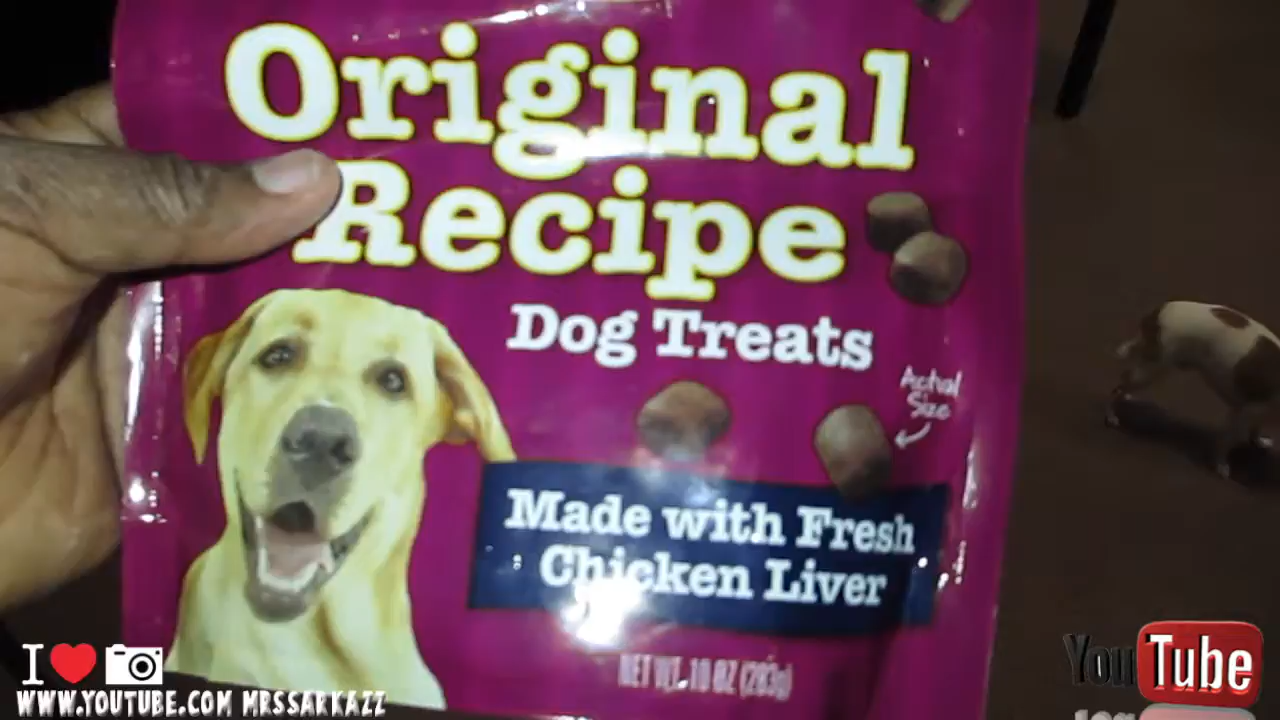 Original
Recipe
Dog Treats
Actual
Size
Made with Fresh
Chicken Liver
NET WT. 10 OZ (283g)
I
WWW.YOUTUBE.COM MRSSARKAZZ
YouTube